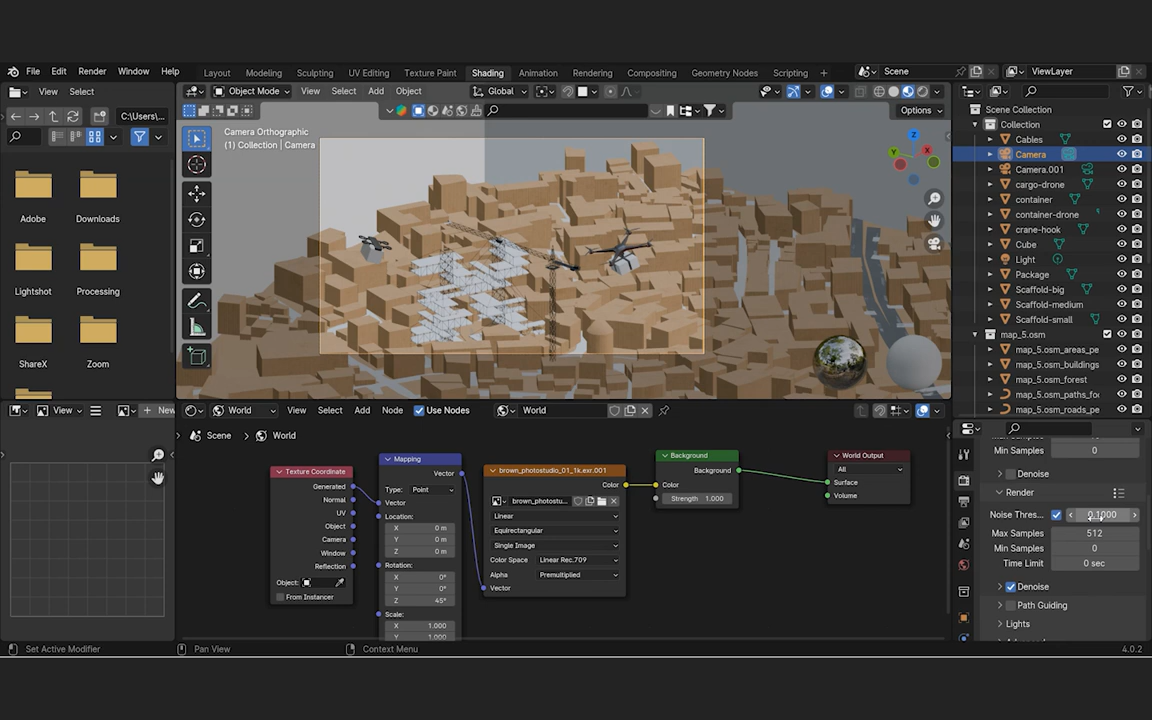 File Edit Render Window Help
Layout Modeling Sculpting UV Editing Texture Paint Shading Animation Rendering Compositing Geometry Nodes Scripting +
Scene
ViewLayer
View Select
Object Mode View Select Add Object
Global
C:\Users\...
Options
Camera Orthographic
(1) Collection | Camera
Z
Y
X
Adobe
Downloads
Lightshot
Processing
ShareX
Zoom
Scene Collection
Collection
Cables
Camera
Camera.001
cargo-drone
container
container-drone
crane-hook
Cube
Light
Package
Scaffold-big
Scaffold-medium
Scaffold-small
map_5.osm
map_5.osm_areas_pe
map_5.osm_buildings
map_5.osm_forest
map_5.osm_paths_fo
map_5.osm_roads_pe
View
New
World View Select Add Node Use Nodes World
Scene > World
Texture Coordinate
Generated
Normal
UV
Object
Camera
Window
Reflection
Object:
From Instancer
Mapping
Vector
Type: Point
Vector
Location:
X 0 m
Y 0 m
Z 0 m
Rotation:
X 0°
Y 0°
Z 45°
Scale:
X 1.000
Y 1.000
brown_photostudio_01_1k.exr.001
Color
brown_photostu...
Linear
Equirectangular
Single Image
Color Space Linear Rec.709
Alpha Premultiplied
Vector
Background
Background
Color
Strength 1.000
World Output
All
Surface
Volume
Min Samples 0
Denoise
Render
Noise Thres... 0.1000
Max Samples 512
Min Samples 0
Time Limit 0 sec
Denoise
Path Guiding
Lights
Set Active Modifier
Pan View
Context Menu
4.0.2